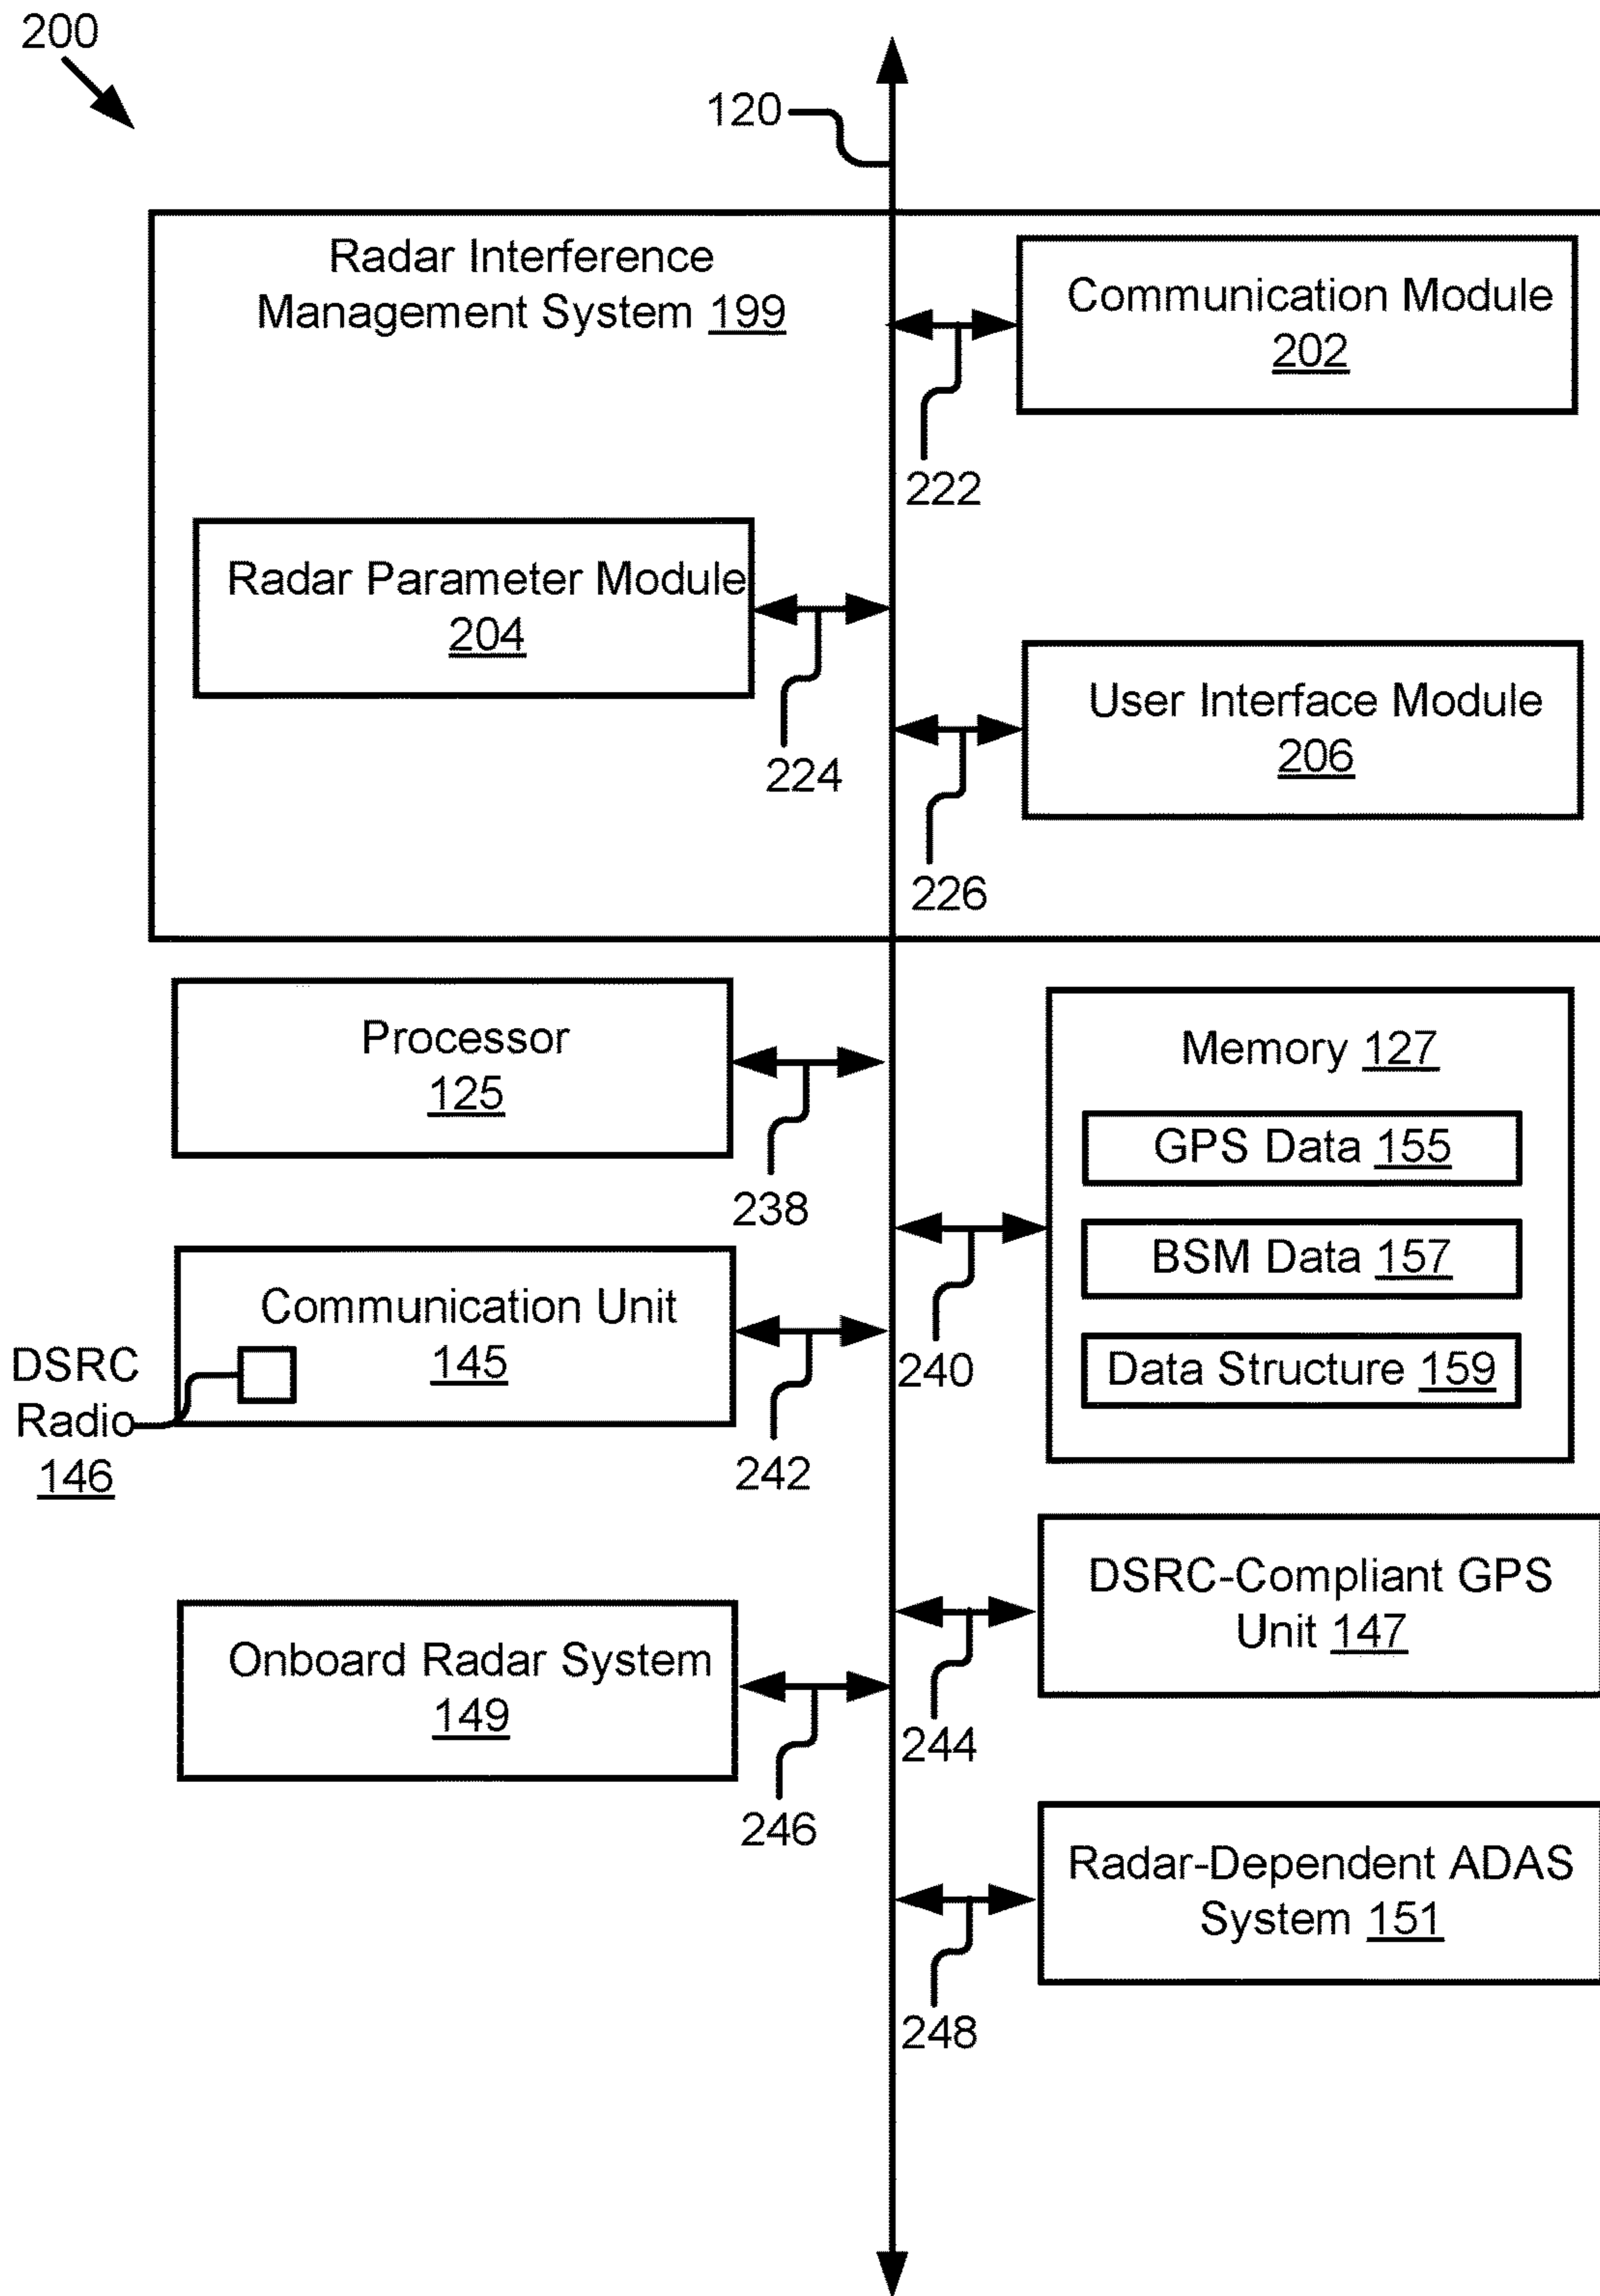 200
120
Radar Interference
Management System 199
Communication Module
202
222
Radar Parameter Module
204
224
User Interface Module
206
226
Processor
125
238
Memory 127
GPS Data 155
BSM Data 157
Data Structure 159
240
Communication Unit
145
DSRC
Radio
146
242
DSRC-Compliant GPS
Unit 147
244
Onboard Radar System
149
246
Radar-Dependent ADAS
System 151
248